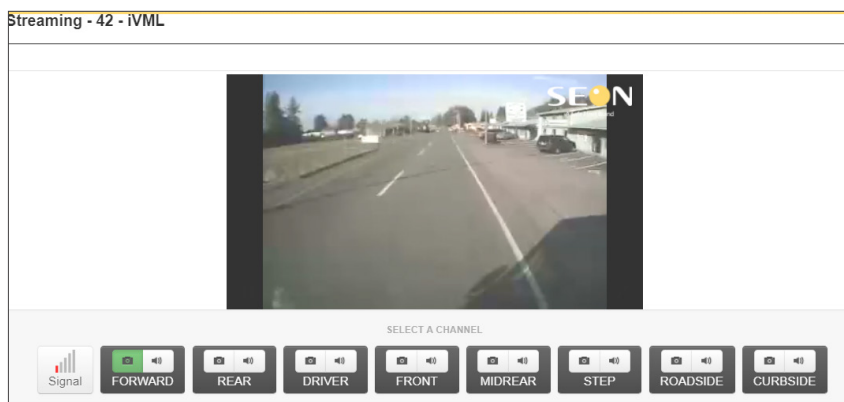 Streaming - 42 - iVML
SEON
SELECT A CHANNEL
Signal
FORWARD
REAR
DRIVER
FRONT
MIDREAR
STEP
ROADSIDE
CURBSIDE